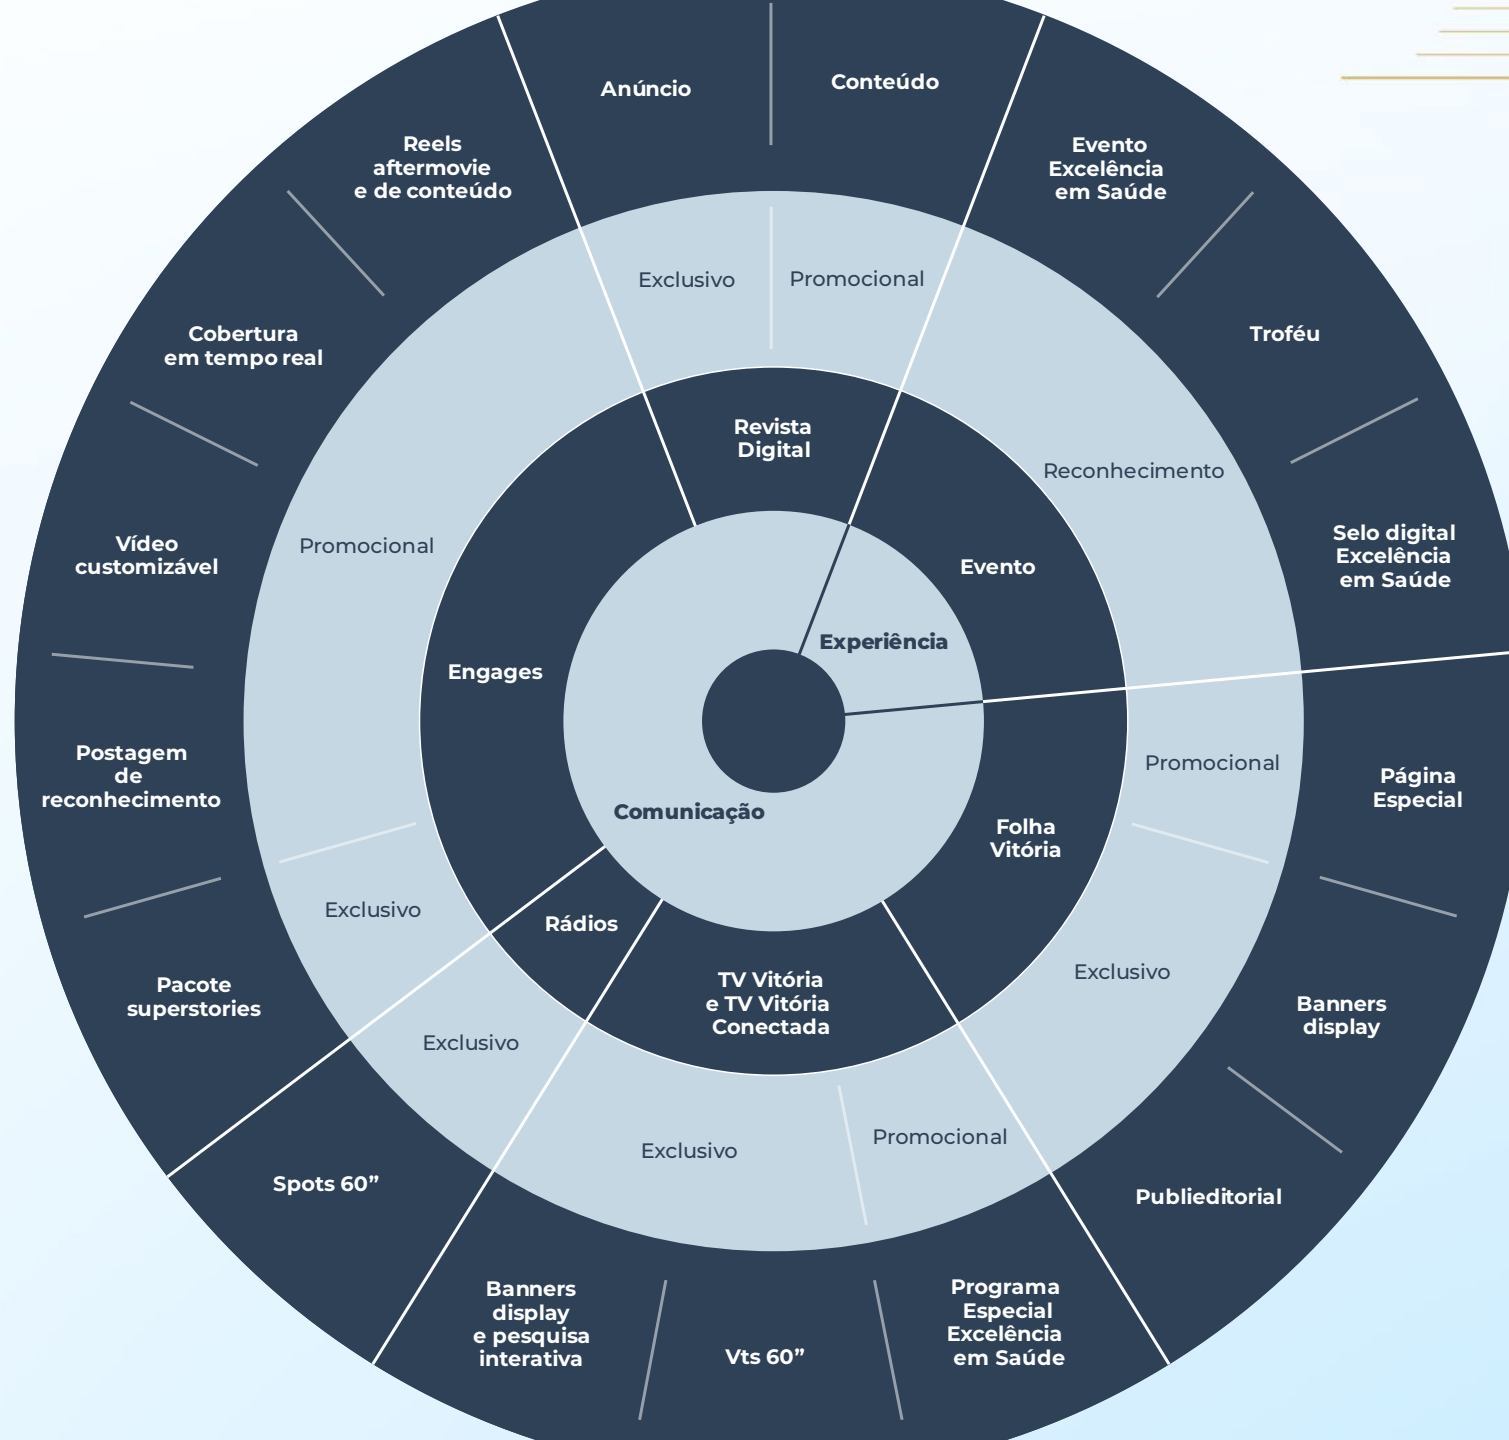 Anúncio
Conteúdo
Reels
aftermovie
e de conteúdo
Evento
Excelência
em Saúde
Exclusivo
Promocional
Cobertura
em tempo real
Troféu
Revista
Digital
Reconhecimento
Vídeo
customizável
Promocional
Selo digital
Excelência
em Saúde
Evento
Experiência
Engages
Postagem
de
reconhecimento
Comunicação
Promocional
Página
Especial
Folha
Vitória
Exclusivo
Rádios
Pacote
superstories
TV Vitória
e TV Vitória
Conectada
Exclusivo
Banners
display
Exclusivo
Exclusivo
Promocional
Spots 60”
Publieditorial
Banners
display
e pesquisa
interativa
Vts 60”
Programa
Especial
Excelência
em Saúde